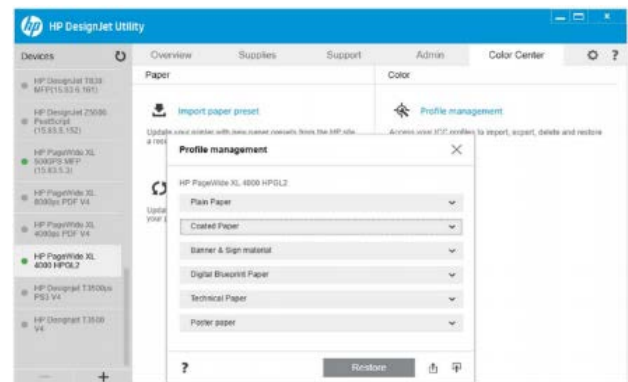 hp HP DesignJet Utility
Devices
Overview Supplies Support Admin Color Center ?
Paper
Color
HP DesignJet T830
MFP(15.83.6.161)
HP DesignJet Z5600
PostScript
(15.83.5.152)
HP PageWide XL
5000PS MFP
(15.83.5.3)
HP PageWide XL
8000ps PDF V4
HP PageWide XL
4000ps PDF V4
HP PageWide XL
4000 HPGL2
HP Designjet T3500ps
PS3 V4
HP Designjet T3500
V4
Import paper preset
Update your printer with new paper presets from the HP site
Profile management
Access your ICC profiles to import, export, delete and restore
Profile management
HP PageWide XL 4000 HPGL2
Plain Paper
Coated Paper
Banner & Sign material
Digital Blueprint Paper
Technical Paper
Poster paper
? Restore